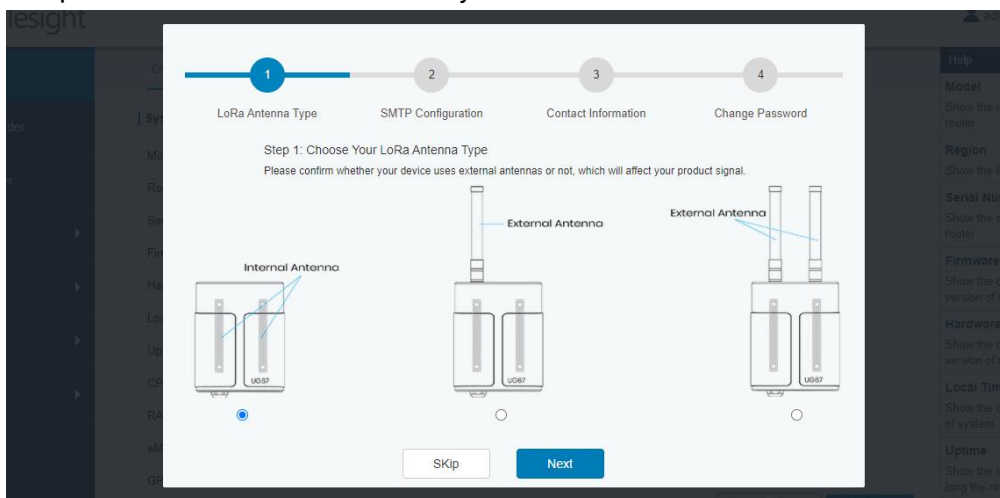 1
2
3
4
LoRa Antenna Type
SMTP Configuration
Contact Information
Change Password
Step 1: Choose Your LoRa Antenna Type
Please confirm whether your device uses external antennas or not, which will affect your product signal.
Internal Antenna
UG67
External Antenna
UG67
External Antenna
UG67
SKip
Next
Help
Model
Show the
router
Region
Show the
Serial
Show the
router
Firmware
Show the
version of
Hardware
Show the
version of
Local
Show the
of system
Uptime
Show the
long the